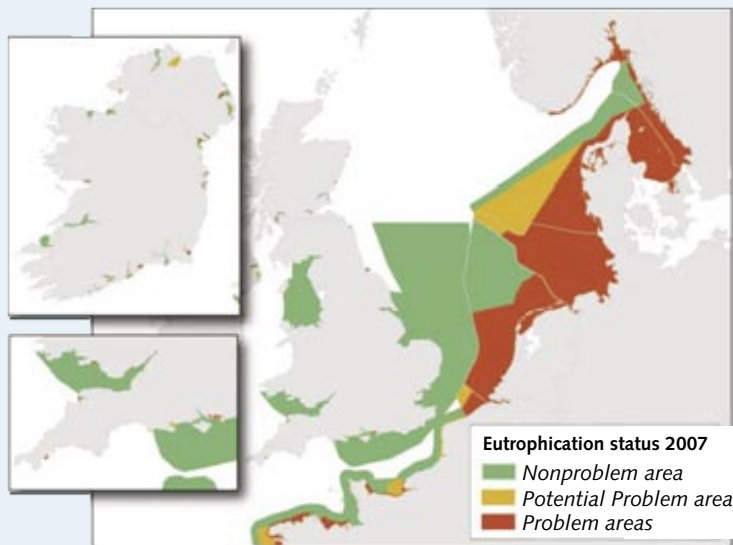 Eutrophication status 2007
Nonproblem area
Potential Problem area
Problem areas